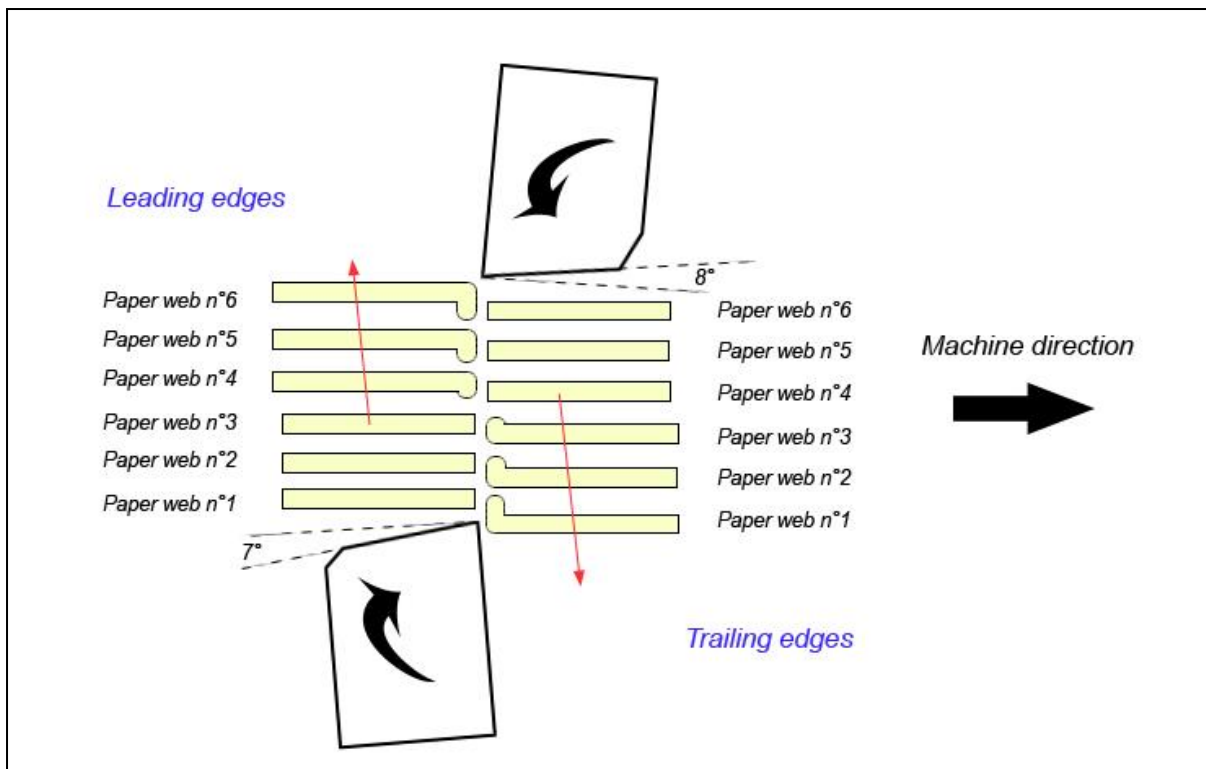 Leading edges
8°
Paper web n°6
Paper web n°5
Paper web n°4
Paper web n°3
Paper web n°2
Paper web n°1
Paper web n°6
Paper web n°5
Paper web n°4
Paper web n°3
Paper web n°2
Paper web n°1
Machine direction
7°
Trailing edges